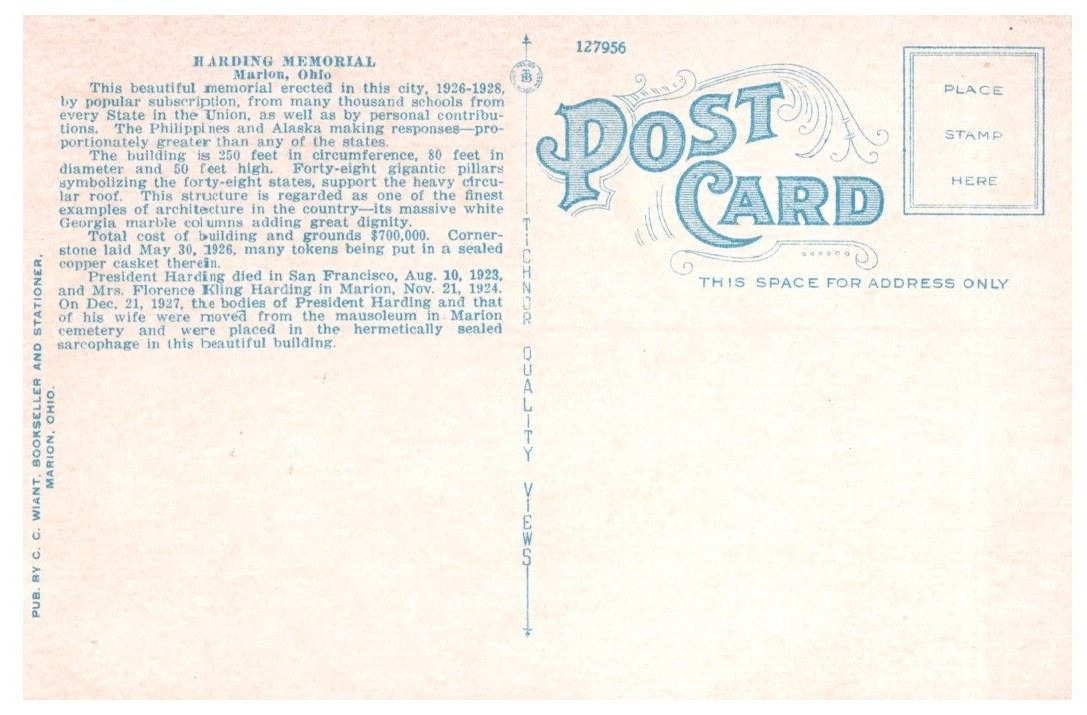 HARDING MEMORIAL
Marion, Ohio
This beautiful memorial erected in this city, 1926-1928,
by popular subscription, from many thousand schools from
every State in the Union, as well as by personal contribu-
tions. The Philippines and Alaska making responses—pro-
portionately greater than any of the states.
The building is 250 feet in circumference, 80 feet in
diameter and 50 feet high. Forty-eight gigantic pillars
symbolizing the forty-eight states, support the heavy circu-
lar roof. This structure is regarded as one of the finest
examples of architecture in the country—its massive white
Georgia marble columns adding great dignity.
Total cost of building and grounds $700,000. Corner-
stone laid May 30, 1926, many tokens being put in a sealed
copper casket therein.
President Harding died in San Francisco, Aug. 10, 1923,
and Mrs. Florence Kling Harding in Marion, Nov. 21, 1924.
On Dec. 21, 1927, the bodies of President Harding and that
of his wife were moved from the mausoleum in Marion
cemetery and were placed in the hermetically sealed
sarcophage in this beautiful building.
PUB. BY C. C. WIANT, BOOKSELLER AND STATIONER,
MARION, OHIO.
TICHNOR QUALITY VIEWS
127956
POST
CARD
PLACE
STAMP
HERE
THIS SPACE FOR ADDRESS ONLY